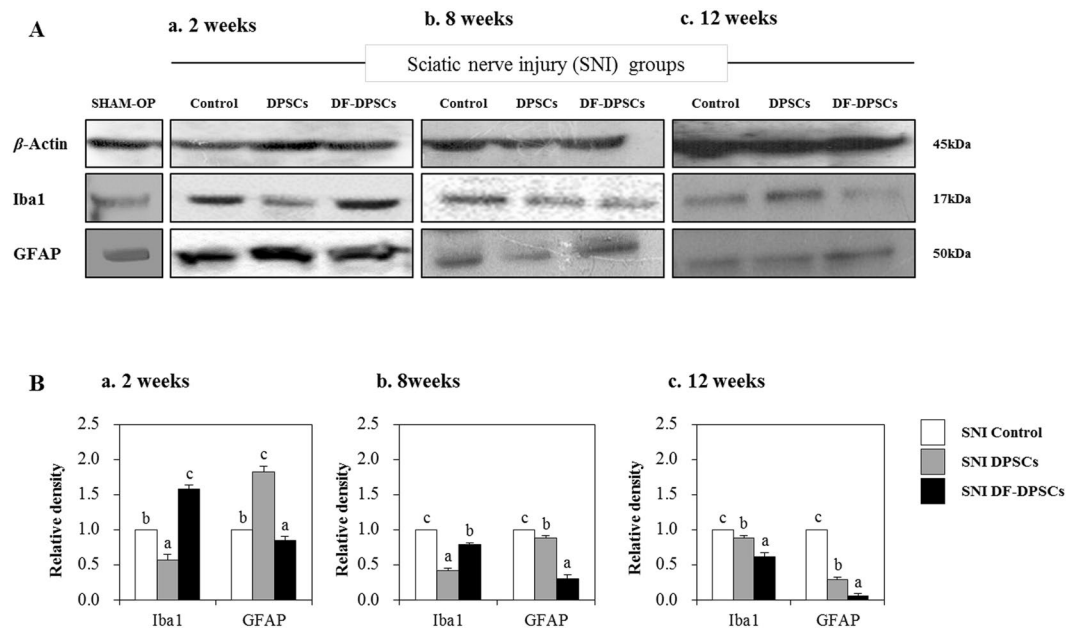 A
a. 2 weeks
b. 8 weeks
c. 12 weeks
Sciatic nerve injury (SNI) groups
SHAM-OP Control DPSCs DF-DPSCs Control DPSCs DF-DPSCs Control DPSCs DF-DPSCs
β-Actin 45kDa
Iba1 17kDa
GFAP 50kDa
B
a. 2 weeks
b. 8weeks
c. 12 weeks
Relative density
2.5
2.0
1.5
1.0
0.5
0.0
b a c b c a
Iba1 GFAP
Relative density
2.5
2.0
1.5
1.0
0.5
0.0
c a b c b a
Iba1 GFAP
Relative density
2.5
2.0
1.5
1.0
0.5
0.0
c b a c b a
Iba1 GFAP
SNI Control
SNI DPSCs
SNI DF-DPSCs